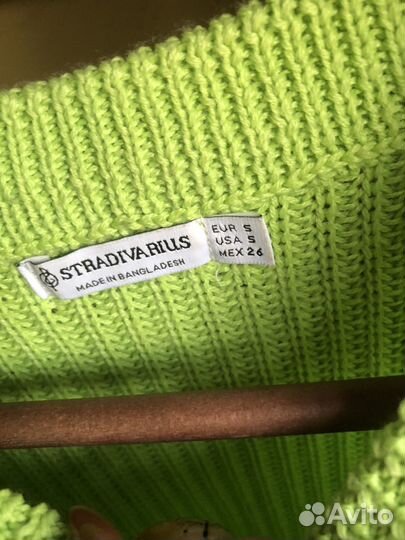 STRADIVARIUS
MADE IN BANGLADESH
EUR S
USA S
MEX 26
Avito